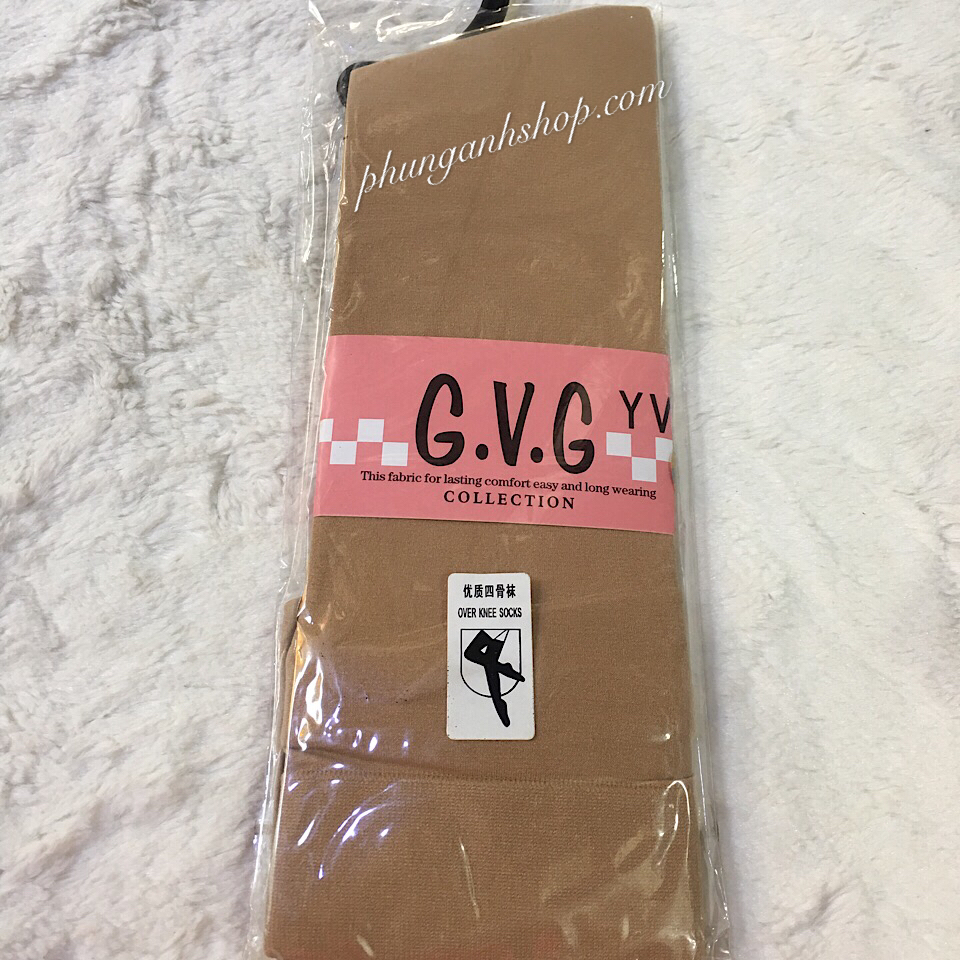 phunganhshop.com
G.V.G YV
This fabric for lasting comfort easy and long wearing
COLLECTION
优质四骨袜
OVER KNEE SOCKS